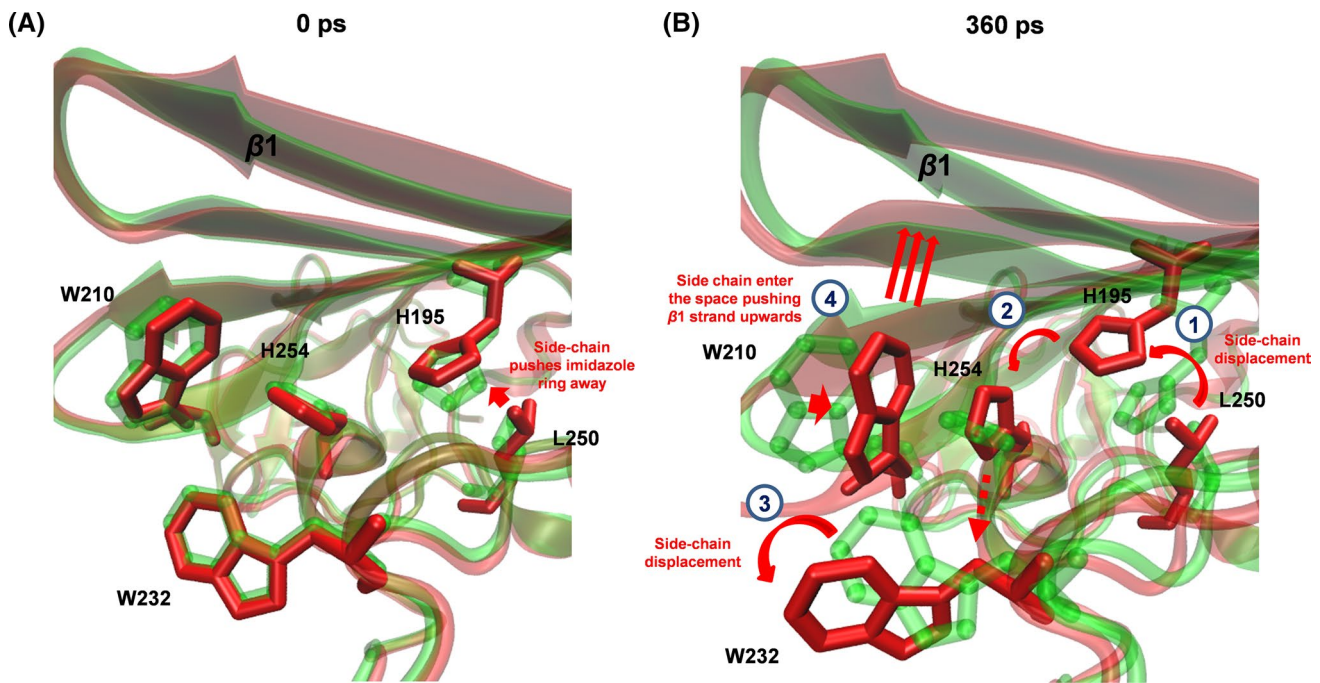 (A)
0 ps
β1
W210
H195
H254
Side-chain
pushes imidazole
ring away
L250
W232
(B)
360 ps
β1
Side chain enter
the space pushing
β1 strand upwards
4
2
H195
1
Side-chain
displacement
W210
H254
L250
3
Side-chain
displacement
W232